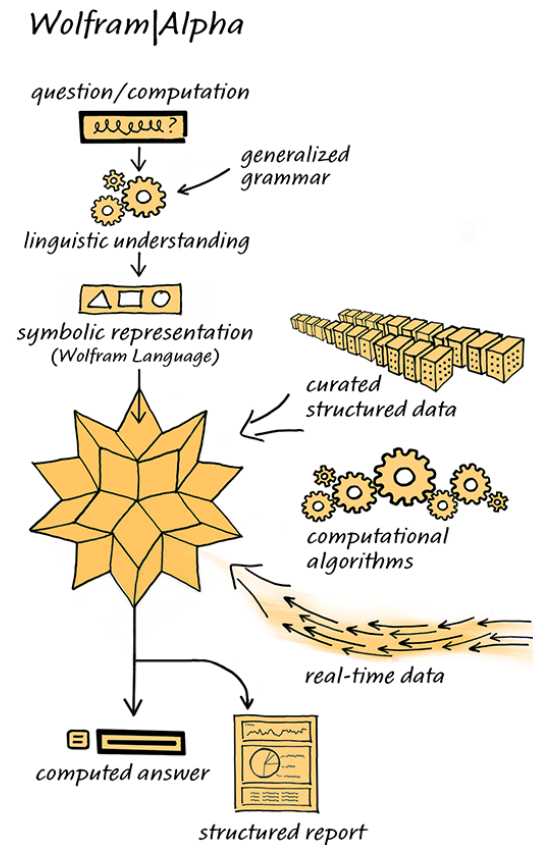 Wolfram|Alpha
question/computation
?
generalized
grammar
linguistic understanding
symbolic representation
(Wolfram Language)
curated
structured data
computational
algorithms
real-time data
computed answer
structured report